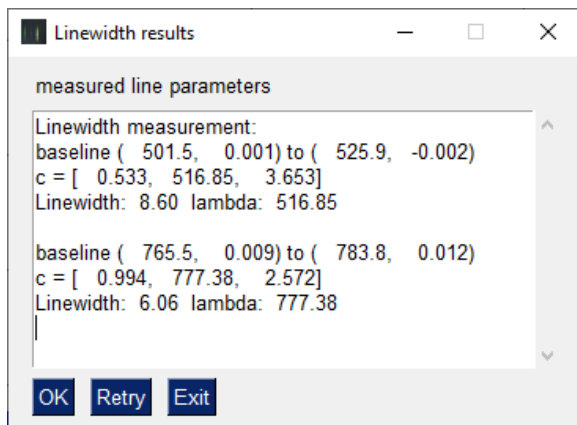 Linewidth results
measured line parameters
Linewidth measurement:
baseline (   501.5,    0.001) to (   525.9,   -0.002)
c = [   0.533,   516.85,    3.653]
Linewidth:  8.60  lambda:  516.85
baseline (   765.5,    0.009) to (   783.8,    0.012)
c = [   0.994,   777.38,    2.572]
Linewidth:  6.06  lambda:  777.38
OK Retry Exit